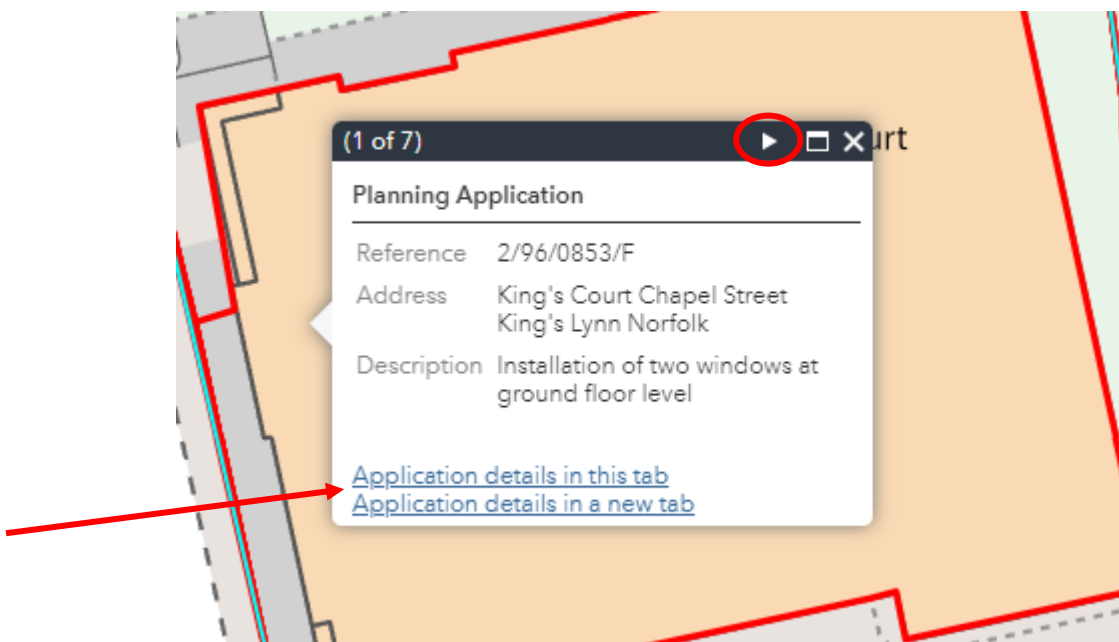 (1 of 7)
urt
Planning Application
Reference 2/96/0853/F
Address King's Court Chapel Street
King's Lynn Norfolk
Description Installation of two windows at
ground floor level
Application details in this tab
Application details in a new tab